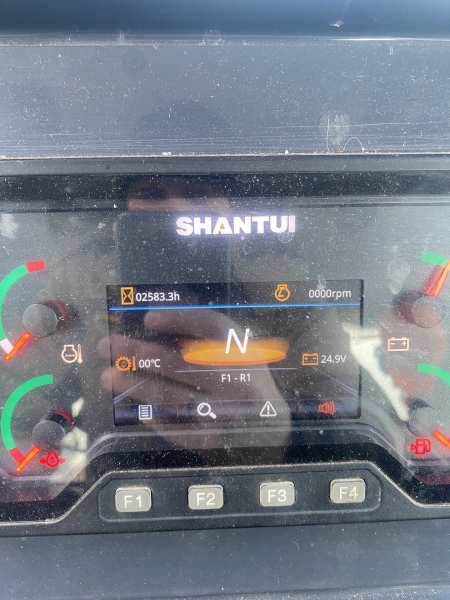 SHANTUI
02583.3h
0000rpm
N
00°C
24.9V
F1 - R1
F1
F2
F3
F4